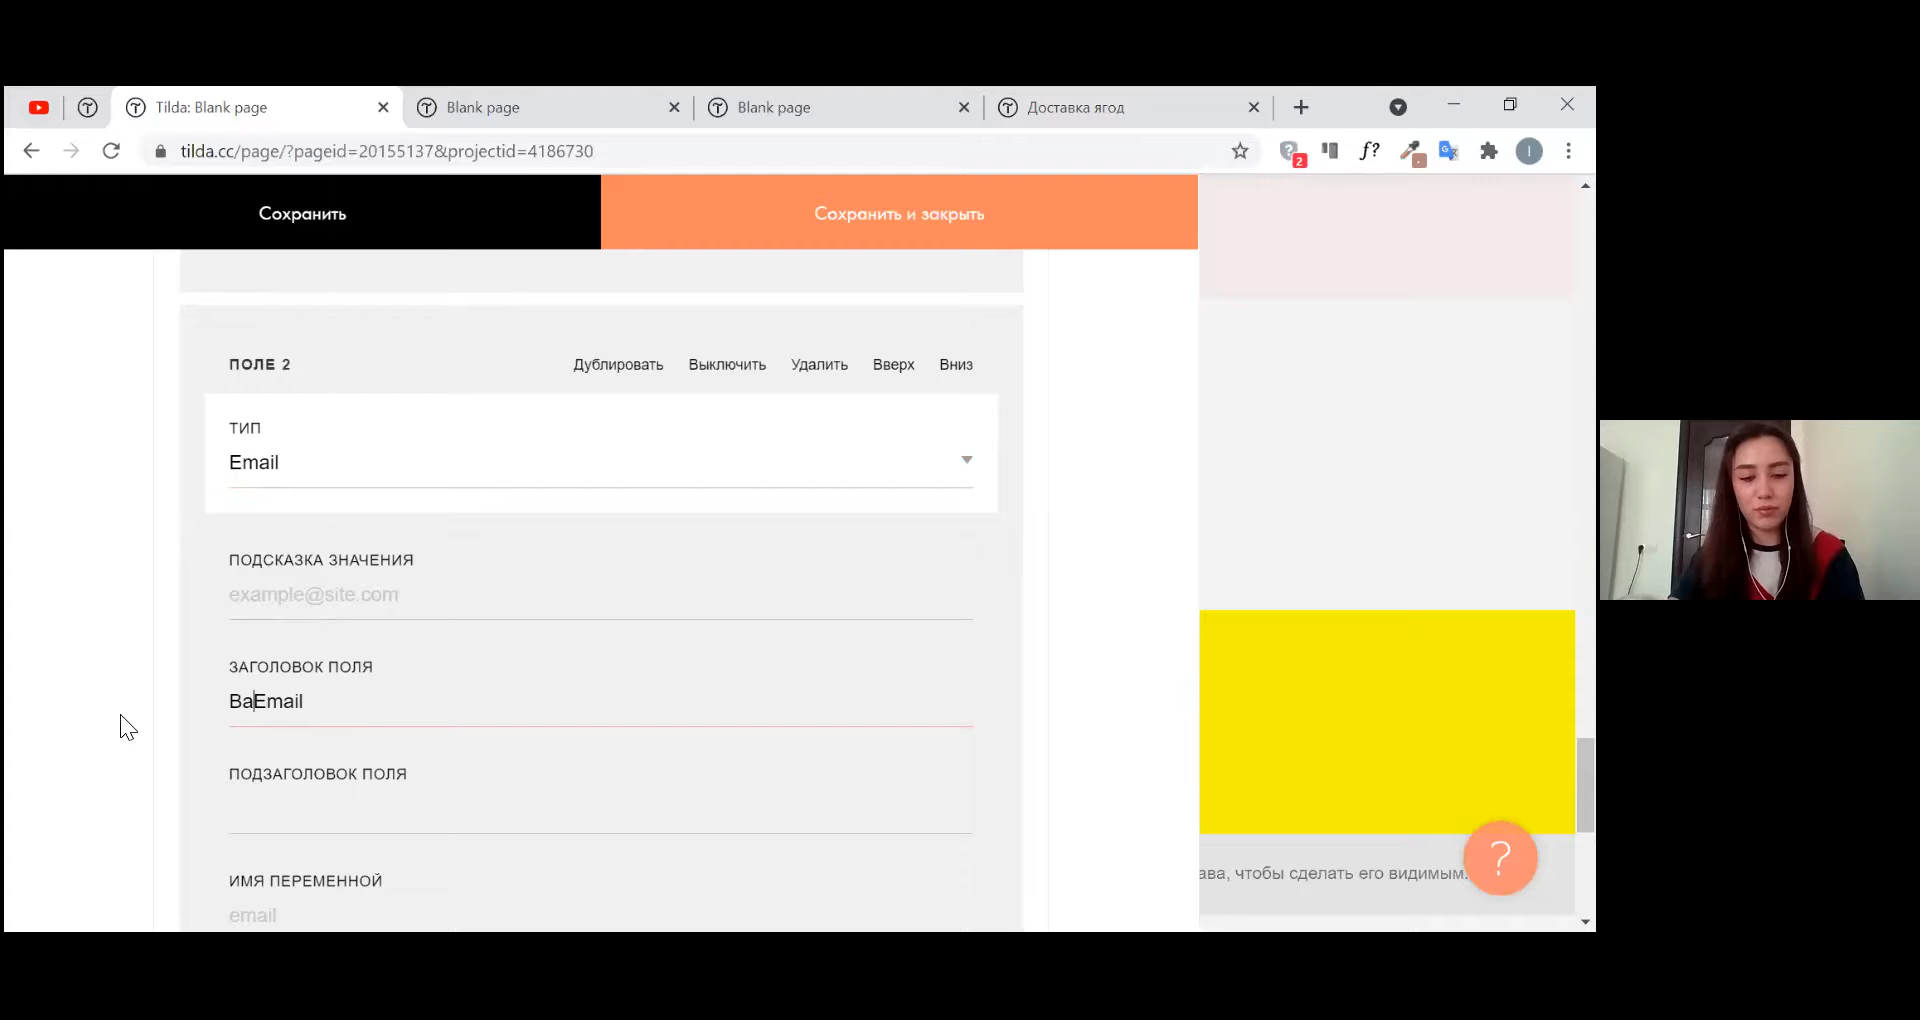 Tilda: Blank page
Blank page
Blank page
Доставка ягод
tilda.cc/page/?pageid=20155137&projectid=4186730
2
f?
I
Сохранить
Сохранить и закрыть
ПОЛЕ 2
Дублировать
Выключить
Удалить
Вверх
Вниз
ТИП
Email
ПОДСКАЗКА ЗНАЧЕНИЯ
example@site.com
ЗАГОЛОВОК ПОЛЯ
ВаEmail
ПОДЗАГОЛОВОК ПОЛЯ
ИМЯ ПЕРЕМЕННОЙ
email
ава, чтобы сделать его видимым.
?